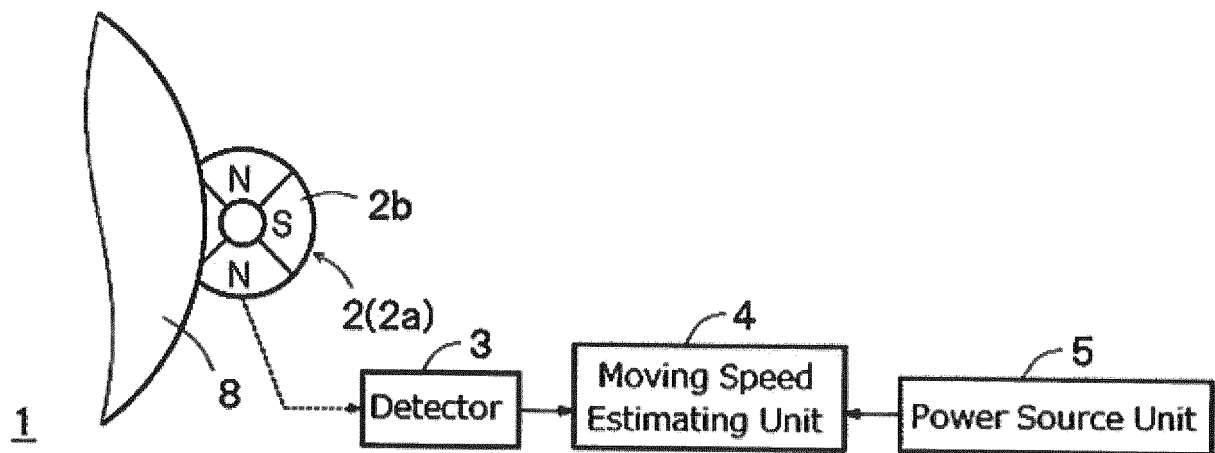 N
S
2b
N
2(2a)
8
1
3
Detector
4
Moving Speed
Estimating Unit
5
Power Source Unit